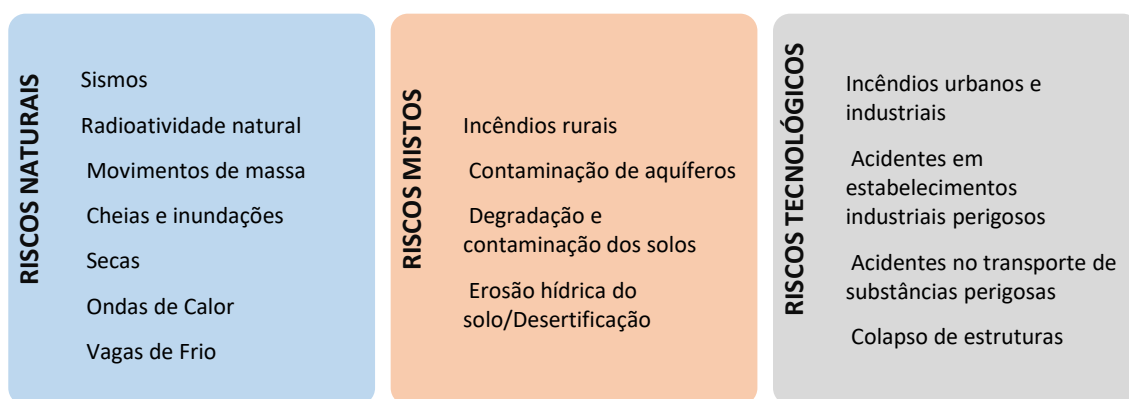 RISCOS NATURAIS
Sismos
Radioatividade natural
Movimentos de massa
Cheias e inundações
Secas
Ondas de Calor
Vagas de Frio
RISCOS MISTOS
Incêndios rurais
Contaminação de aquíferos
Degradação e
contaminação dos solos
Erosão hídrica do
solo/Desertificação
RISCOS TECNOLÓGICOS
Incêndios urbanos e
industriais
Acidentes em
estabelecimentos
industriais perigosos
Acidentes no transporte de
substâncias perigosas
Colapso de estruturas